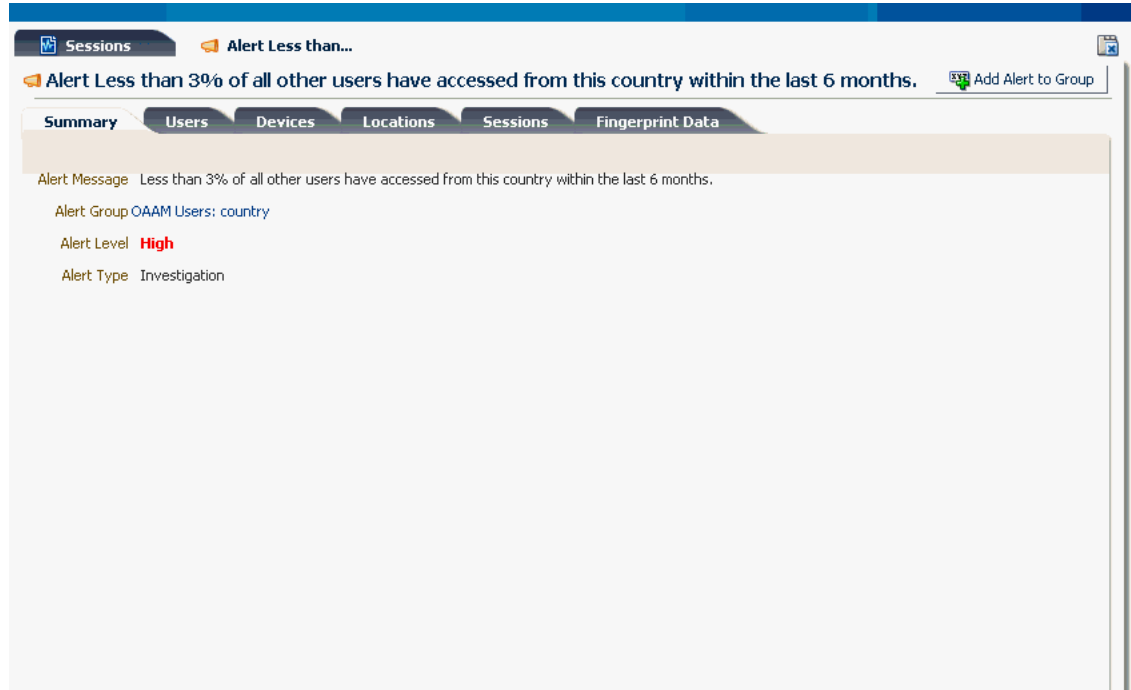 Sessions Alert Less than...
Alert Less than 3% of all other users have accessed from this country within the last 6 months. Add Alert to Group
Summary Users Devices Locations Sessions Fingerprint Data
Alert Message Less than 3% of all other users have accessed from this country within the last 6 months.
Alert Group OAAM Users: country
Alert Level High
Alert Type Investigation